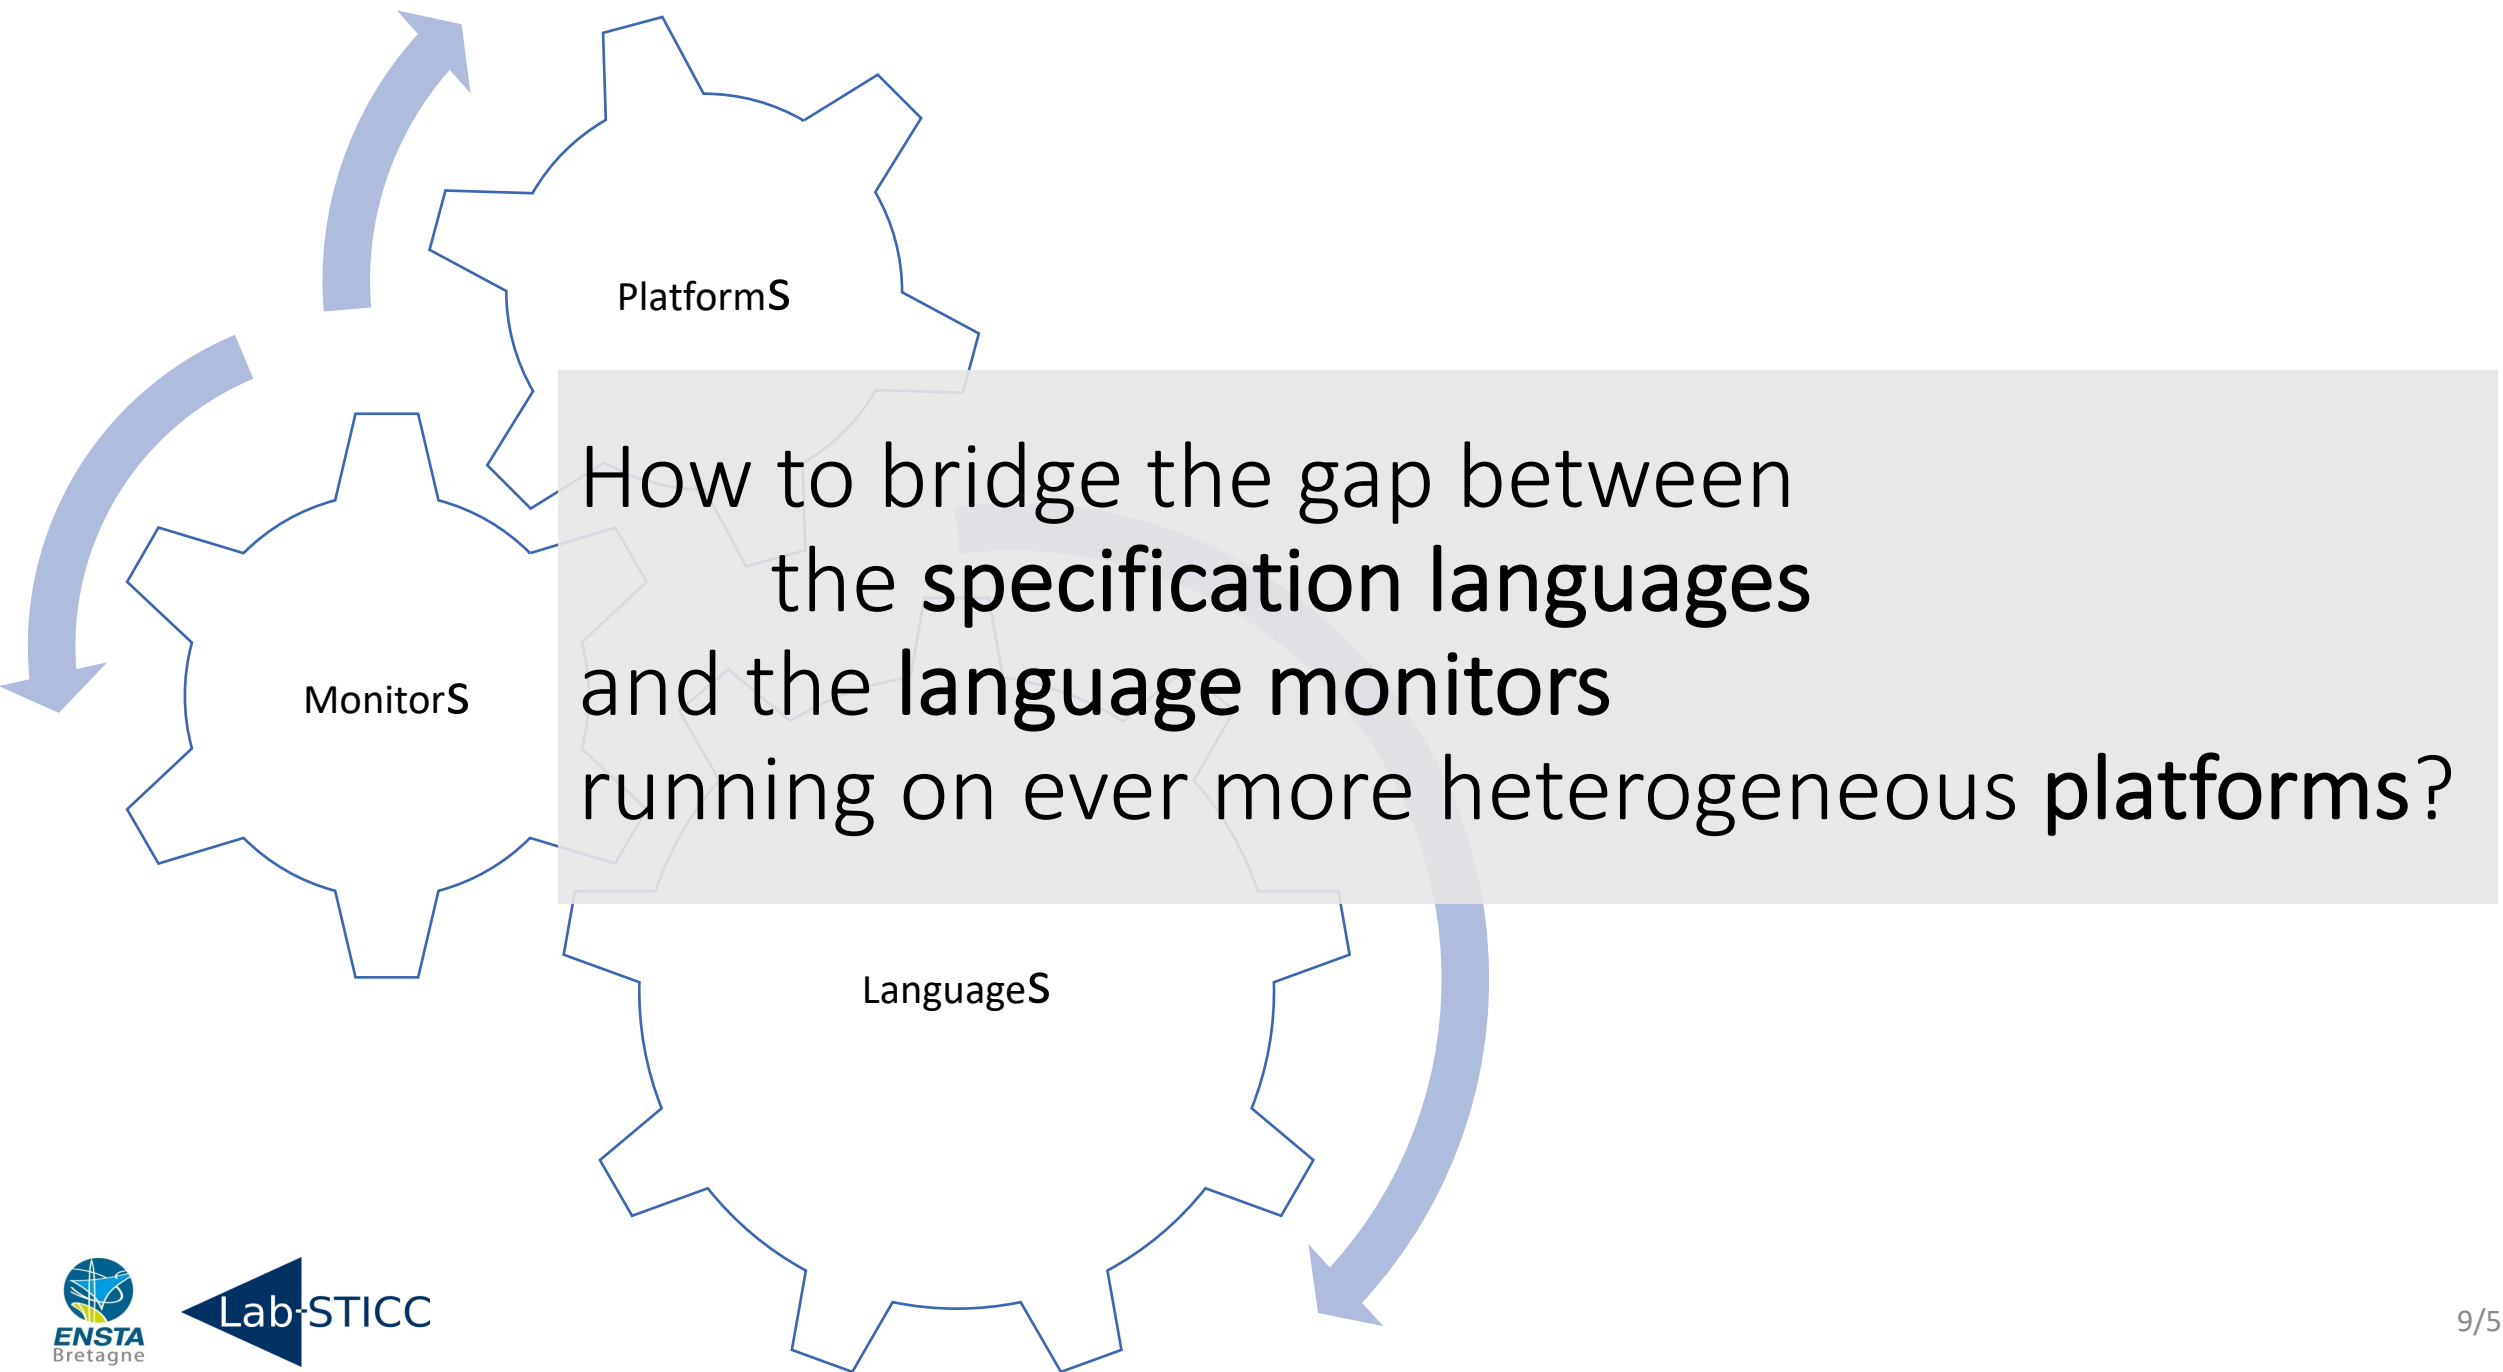 PlatformS
How to bridge the gap between
the specification languages
and the language monitors
running on ever more heterogeneous platforms?
MonitorS
LanguageS
ENSTA
Bretagne
Lab-STICC
9/5